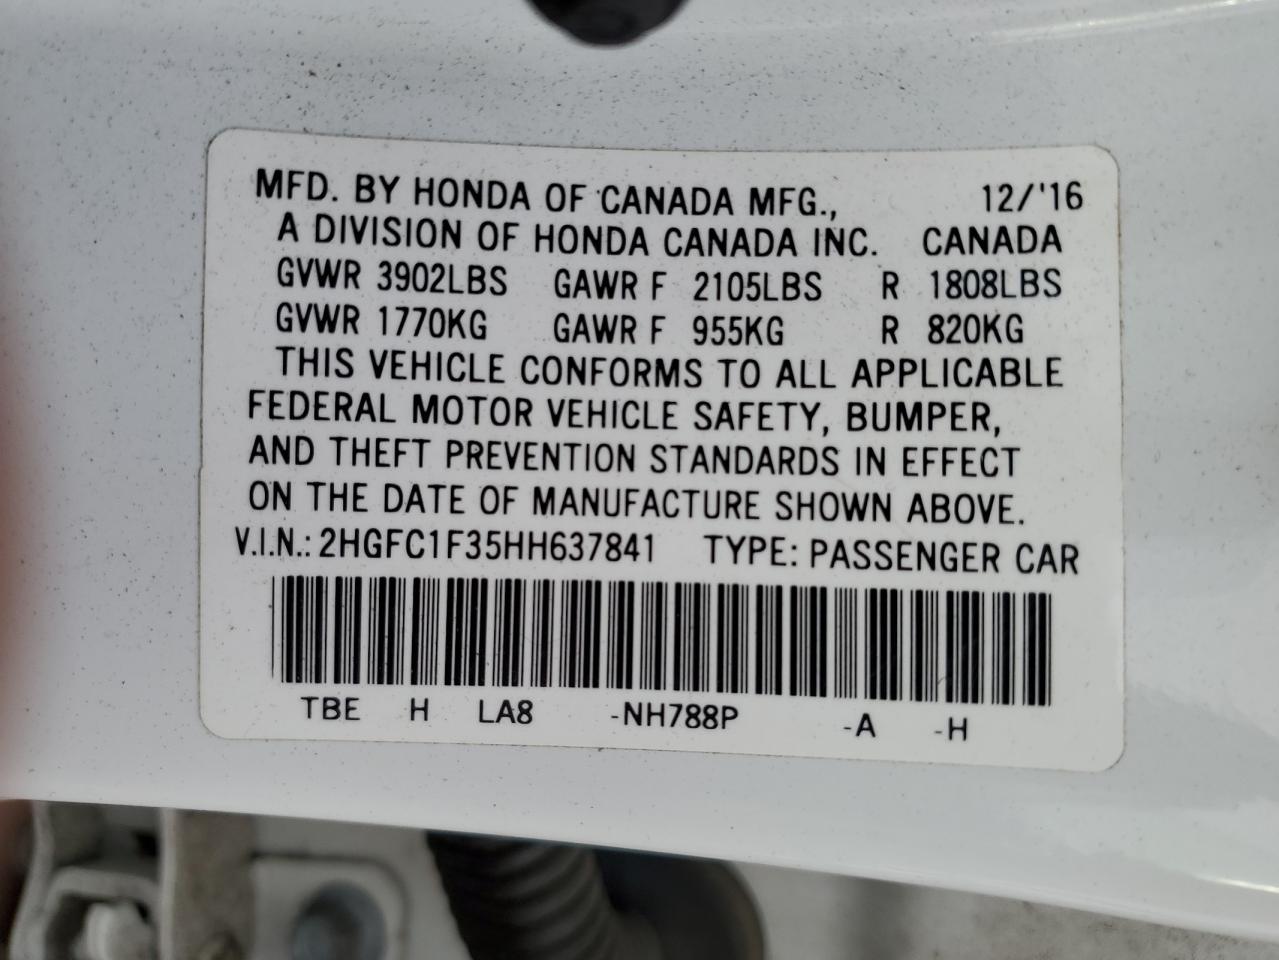 MFD. BY HONDA OF CANADA MFG., 12/'16
A DIVISION OF HONDA CANADA INC. CANADA
GVWR 3902LBS GAWR F 2105LBS R 1808LBS
GVWR 1770KG GAWR F 955KG R 820KG
THIS VEHICLE CONFORMS TO ALL APPLICABLE
FEDERAL MOTOR VEHICLE SAFETY, BUMPER,
AND THEFT PREVENTION STANDARDS IN EFFECT
ON THE DATE OF MANUFACTURE SHOWN ABOVE.
V.I.N.: 2HGFC1F35HH637841 TYPE: PASSENGER CAR
TBE H LA8 -NH788P -A -H